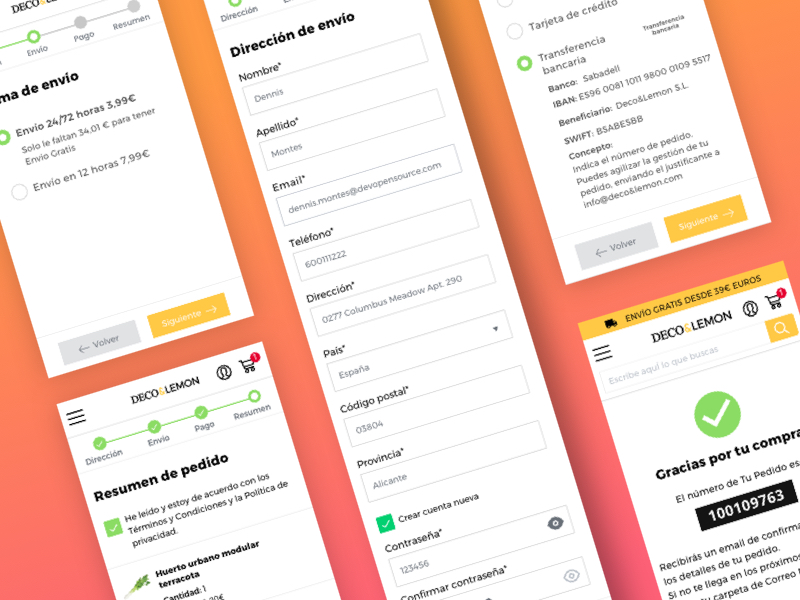 DECO&LEMON
Envío
Pago
Resumen
ma de envío
Envío 24/72 horas 3,99€
Solo le faltan 34,01 € para tener
Envío Gratis
Envío en 12 horas 7,99€
Volver
Siguiente
DECO&LEMON
1
Dirección
Envío
Pago
Resumen
Resumen de pedido
He leído y estoy de acuerdo con los
Términos y Condiciones y la Política de
privacidad.
Huerto urbano modular
terracota
Cantidad: 1
Dirección
Resumen
Dirección de envío
Nombre*
Dennis
Apellido*
Montes
Email*
dennis.montes@devopensource.com
Teléfono*
600111222
Dirección*
0277 Columbus Meadow Apt. 290
País*
España
Código postal*
03804
Provincia*
Alicante
Crear cuenta nueva
Contraseña*
123456
Confirmar contraseña*
Tarjeta de crédito
Transferencia
bancaria
Transferencia
bancaria
Banco: Sabadell
IBAN: ES96 0081 1011 9800 0109 5517
Beneficiario: Deco&Lemon S.L.
SWIFT: BSABESBB
Concepto:
Indica el número de pedido.
Puedes agilizar la gestión de tu
pedido, enviando el justificante a
info@deco&lemon.com
Volver
Siguiente
ENVÍO GRATIS DESDE 39€ EUROS
DECO&LEMON
1
Escribe aquí lo que buscas
Gracias por tu compra
El número de Tu Pedido es
100109763
Recibirás un email de confirma
los detalles de tu pedido.
Si no te llega en los próximos
tu carpeta de Correo